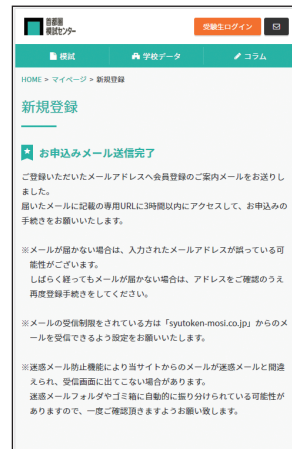 首都圏
模試センター
受験生ログイン
模試
学校データ
コラム
HOME > マイページ > 新規登録
新規登録
お申込みメール送信完了
ご登録いただいたメールアドレスへ会員登録のご案内メールをお送りし
ました。
届いたメールに記載の専用URLに3時間以内にアクセスして、お申込みの
手続きをお願いいたします。
※メールが届かない場合は、入力されたメールアドレスが誤っている可
能性がございます。
しばらく経ってもメールが届かない場合は、アドレスをご確認のうえ
再度登録手続きをしてください。
※メールの受信制限をされている方は「syutoken-mosi.co.jp」からのメ
ールを受信できるよう設定をお願いいたします。
※迷惑メール防止機能により当サイトからのメールが迷惑メールと間違
えられ、受信画面に出てこない場合があります。
迷惑メールフォルダやゴミ箱に自動的に振り分けられている可能性が
ありますので、一度ご確認頂きますようお願い致します。